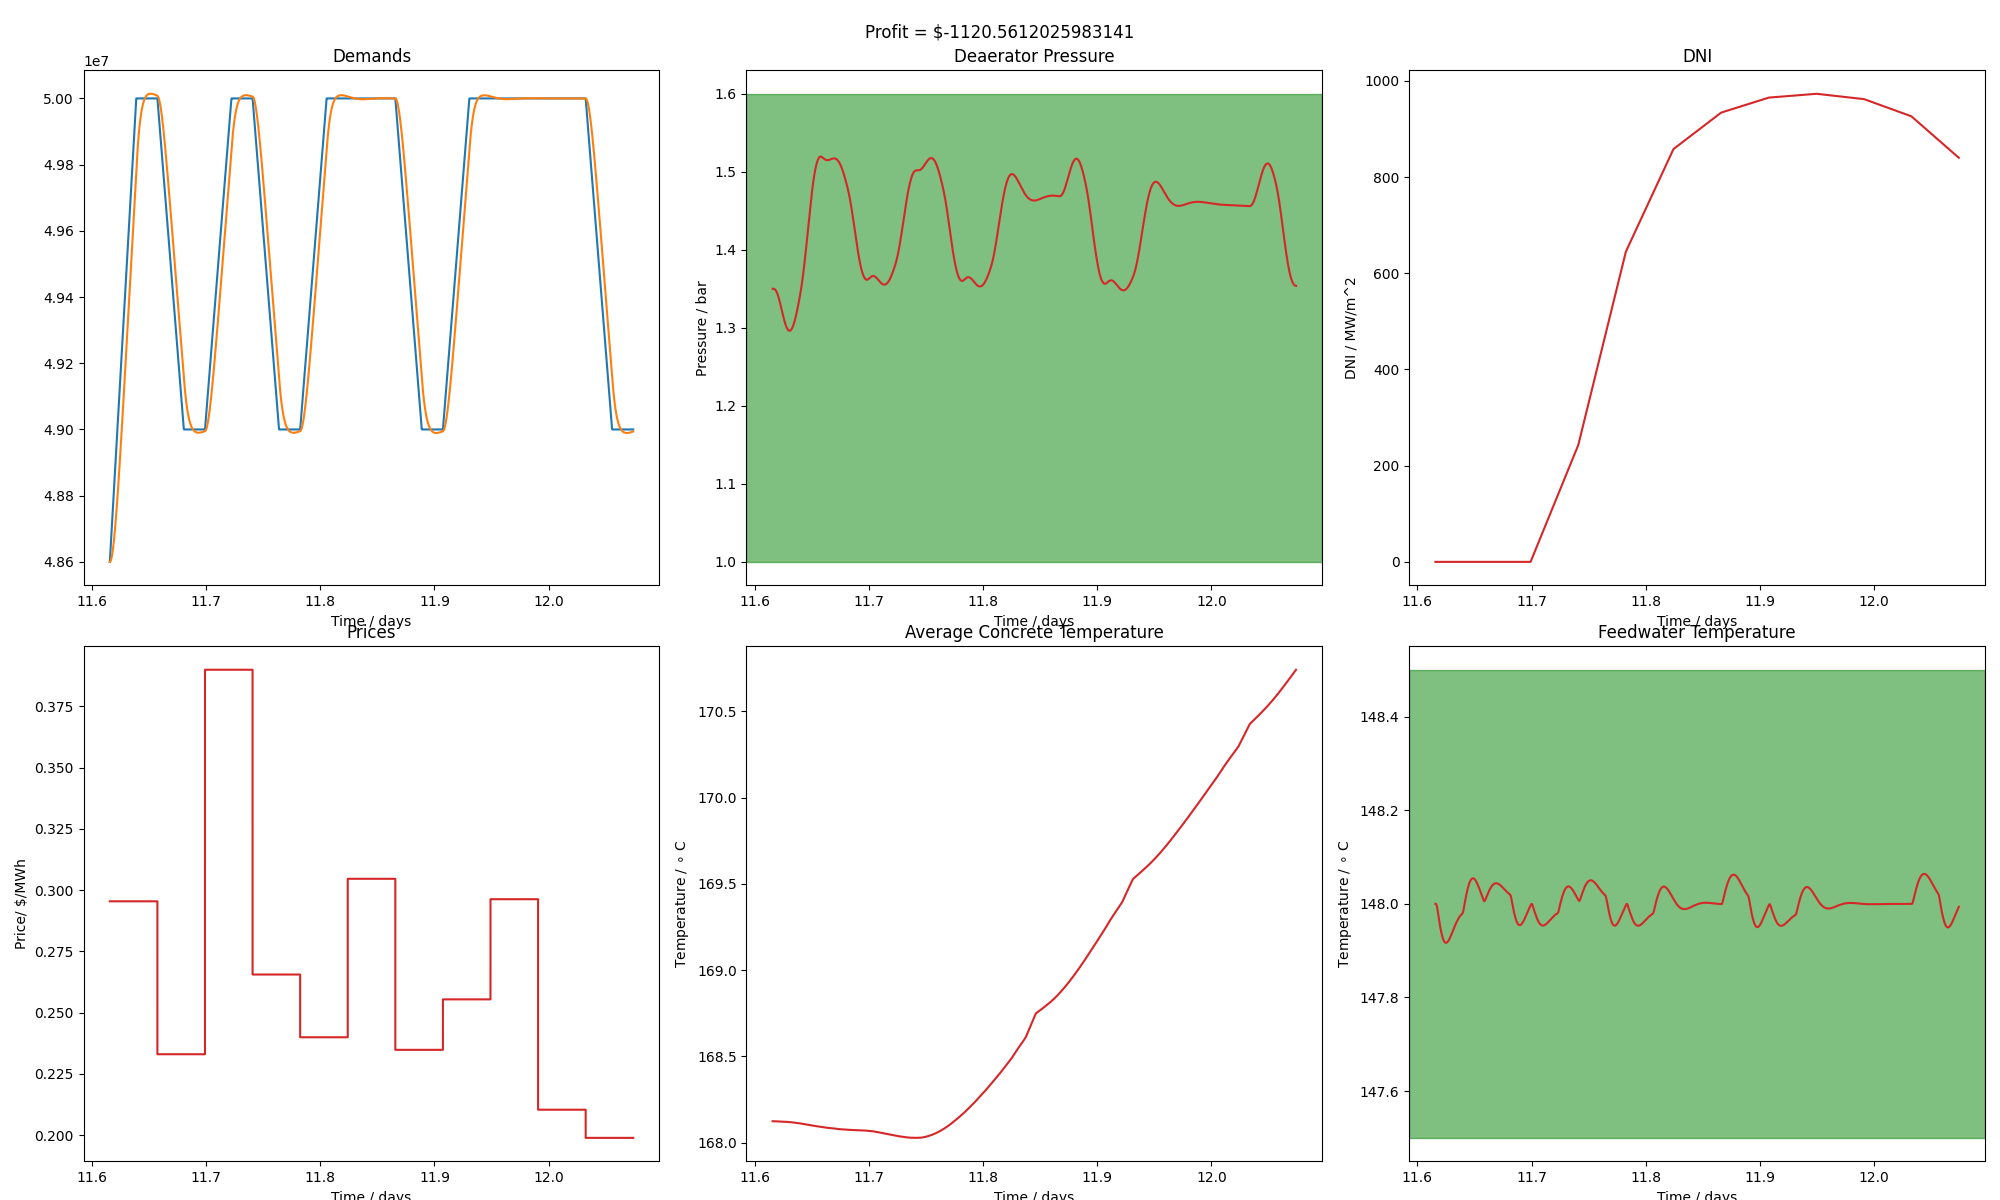 Profit = $-1120.5612025983141
Demands
1e7
5.00
4.98
4.96
4.94
4.92
4.90
4.88
4.86
11.6 11.7 11.8 11.9 12.0
Time / days
Deaerator Pressure
Pressure / bar
1.6
1.5
1.4
1.3
1.2
1.1
1.0
11.6 11.7 11.8 11.9 12.0
Time / days
DNI
DNI / MW/m^2
1000
800
600
400
200
0
11.6 11.7 11.8 11.9 12.0
Time / days
Prices
Price/ $/MWh
0.375
0.350
0.325
0.300
0.275
0.250
0.225
0.200
11.6 11.7 11.8 11.9 12.0
Time / days
Average Concrete Temperature
Temperature / ∘ C
170.5
170.0
169.5
169.0
168.5
168.0
11.6 11.7 11.8 11.9 12.0
Time / days
Feedwater Temperature
Temperature / ∘ C
148.4
148.2
148.0
147.8
147.6
11.6 11.7 11.8 11.9 12.0
Time / days